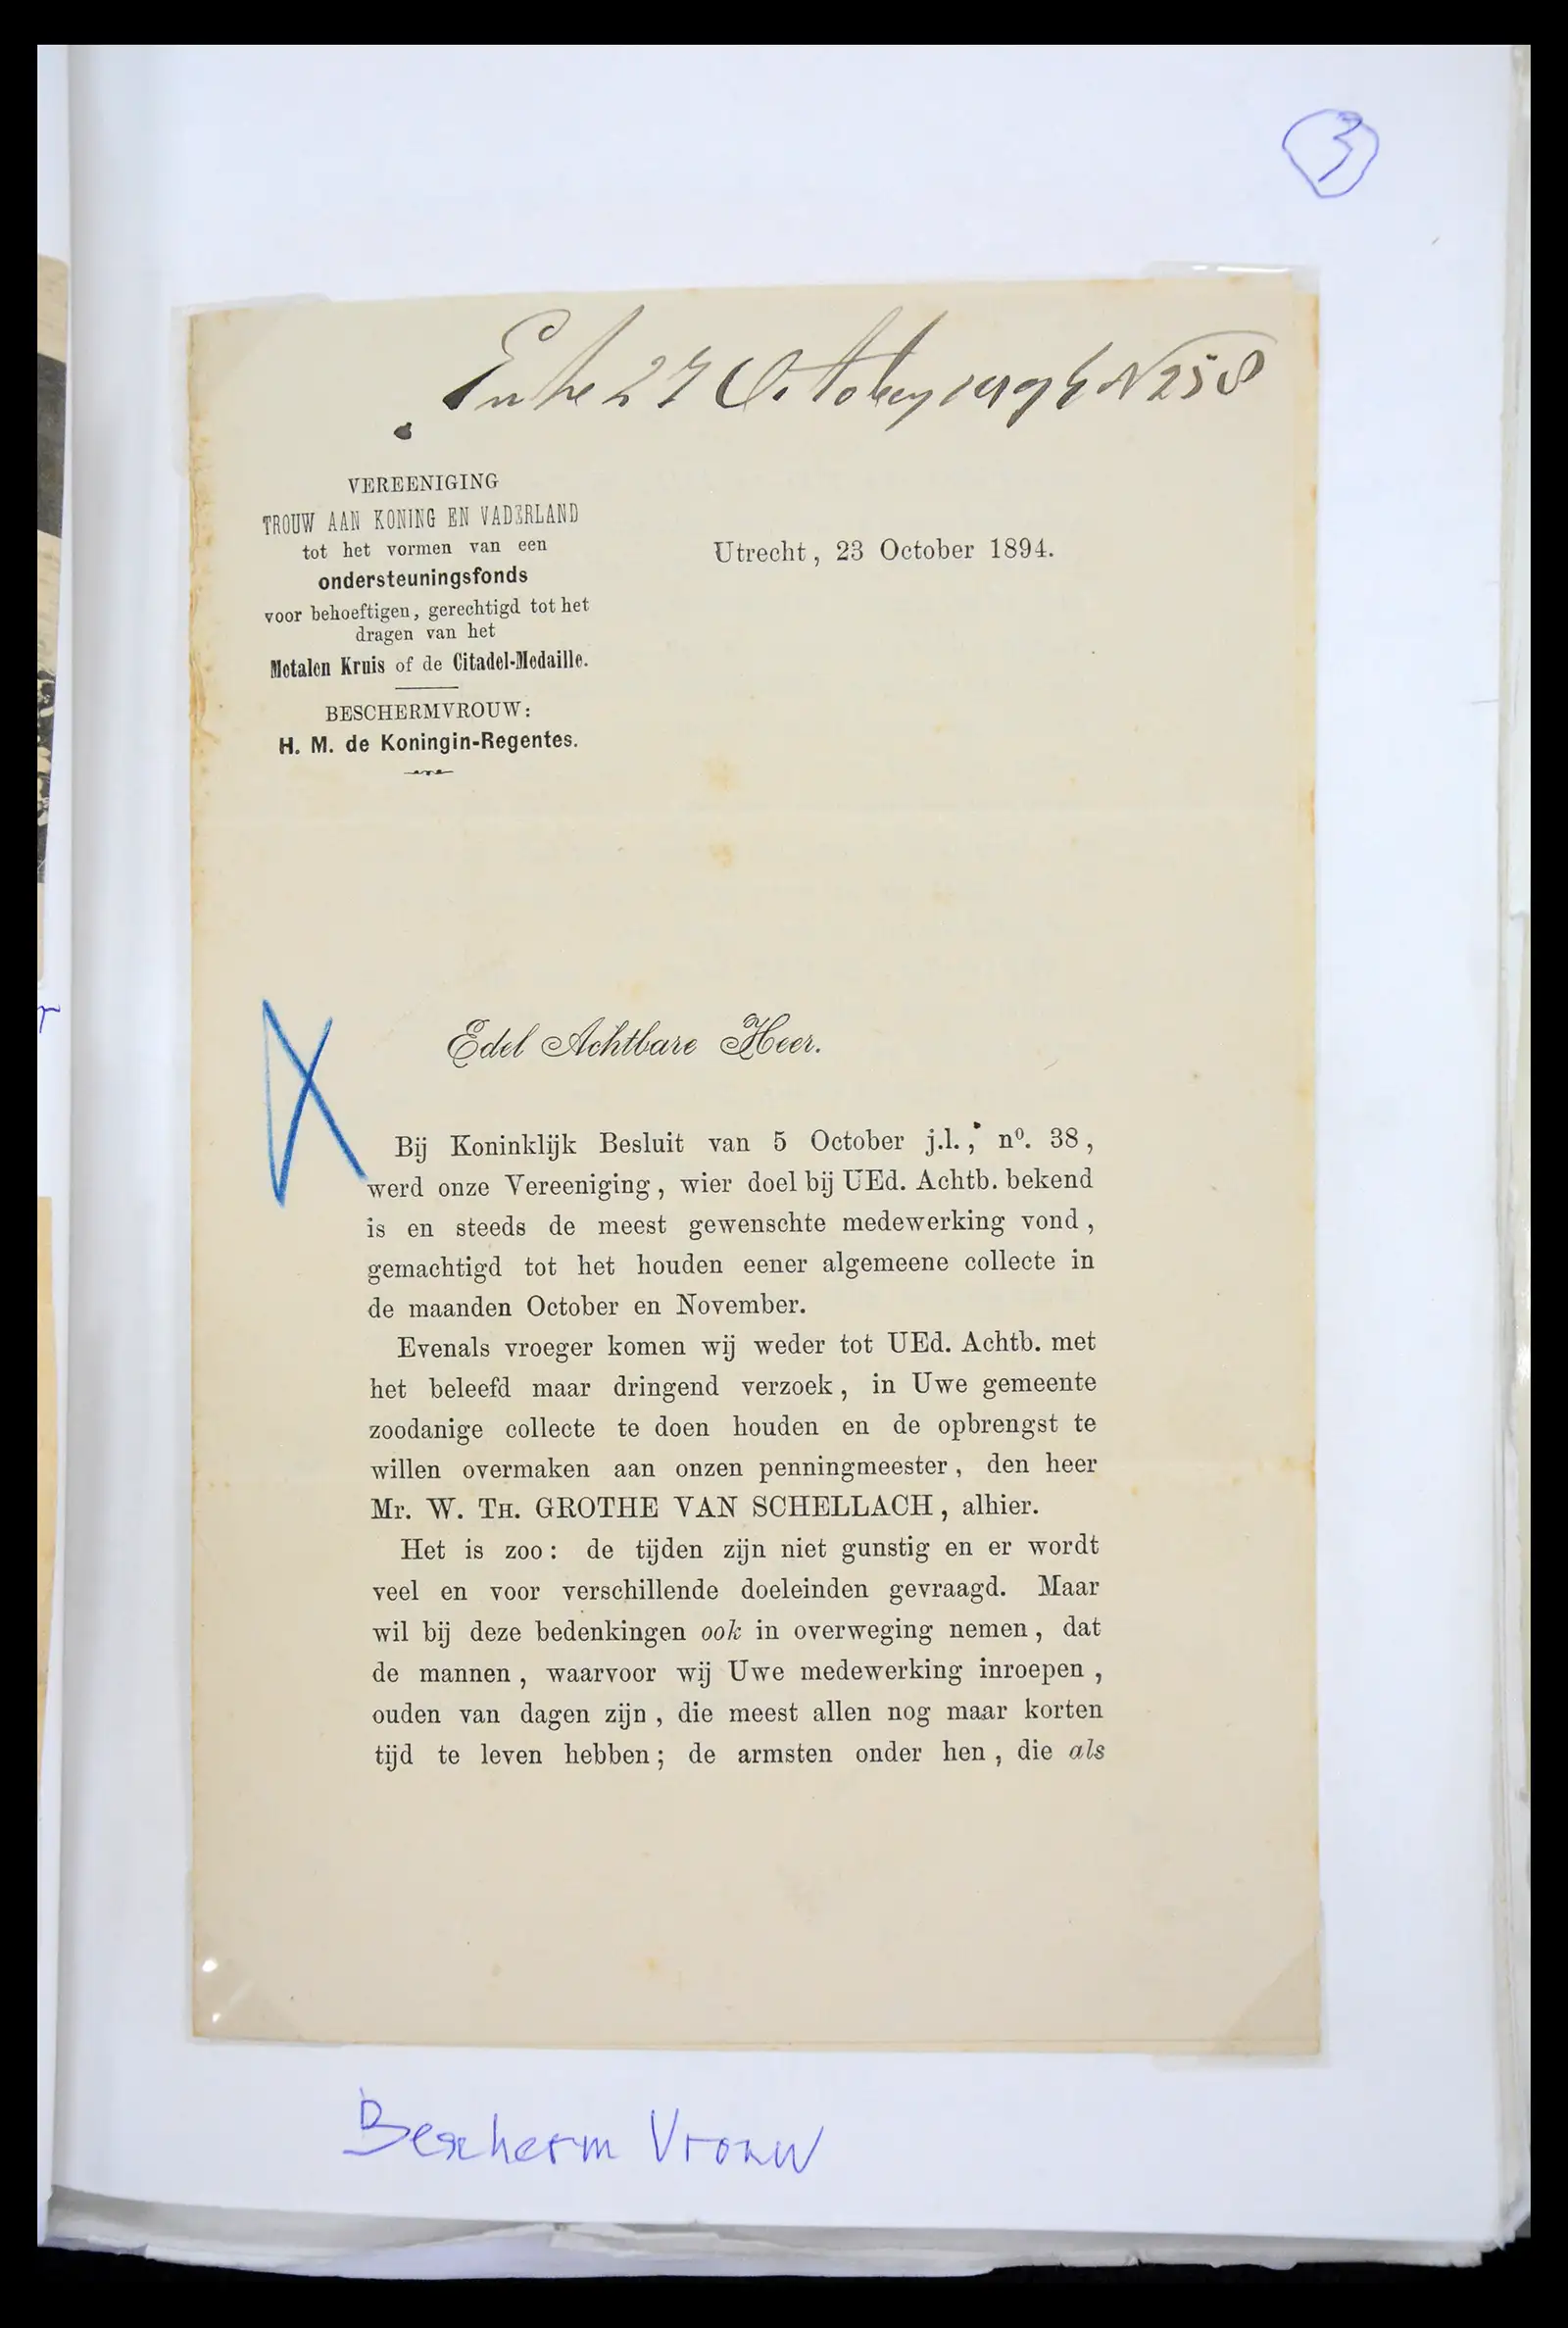 3
27 October 1894 N 258
VEREENIGING
TROUW AAN KONING EN VADERLAND
tot het vormen van een
ondersteuningsfonds
voor behoeftigen, gerechtigd tot het
dragen van het
Metalen Kruis of de Citadel-Medaille.
BESCHERMVROUW:
H. M. de Koningin-Regentes.
Utrecht, 23 October 1894.
Edel Achtbare Heer.
Bij Koninklijk Besluit van 5 October j.l., nº. 38,
werd onze Vereeniging, wier doel bij UEd. Achtb. bekend
is en steeds de meest gewenschte medewerking vond,
gemachtigd tot het houden eener algemeene collecte in
de maanden October en November.
Evenals vroeger komen wij weder tot UEd. Achtb. met
het beleefd maar dringend verzoek, in Uwe gemeente
zoodanige collecte te doen houden en de opbrengst te
willen overmaken aan onzen penningmeester, den heer
Mr. W. TH. GROTHE VAN SCHELLACH, alhier.
Het is zoo: de tijden zijn niet gunstig en er wordt
veel en voor verschillende doeleinden gevraagd. Maar
wil bij deze bedenkingen ook in overweging nemen, dat
de mannen, waarvoor wij Uwe medewerking inroepen,
ouden van dagen zijn, die meest allen nog maar korten
tijd te leven hebben; de armsten onder hen, die als
Bescherm Vrouw